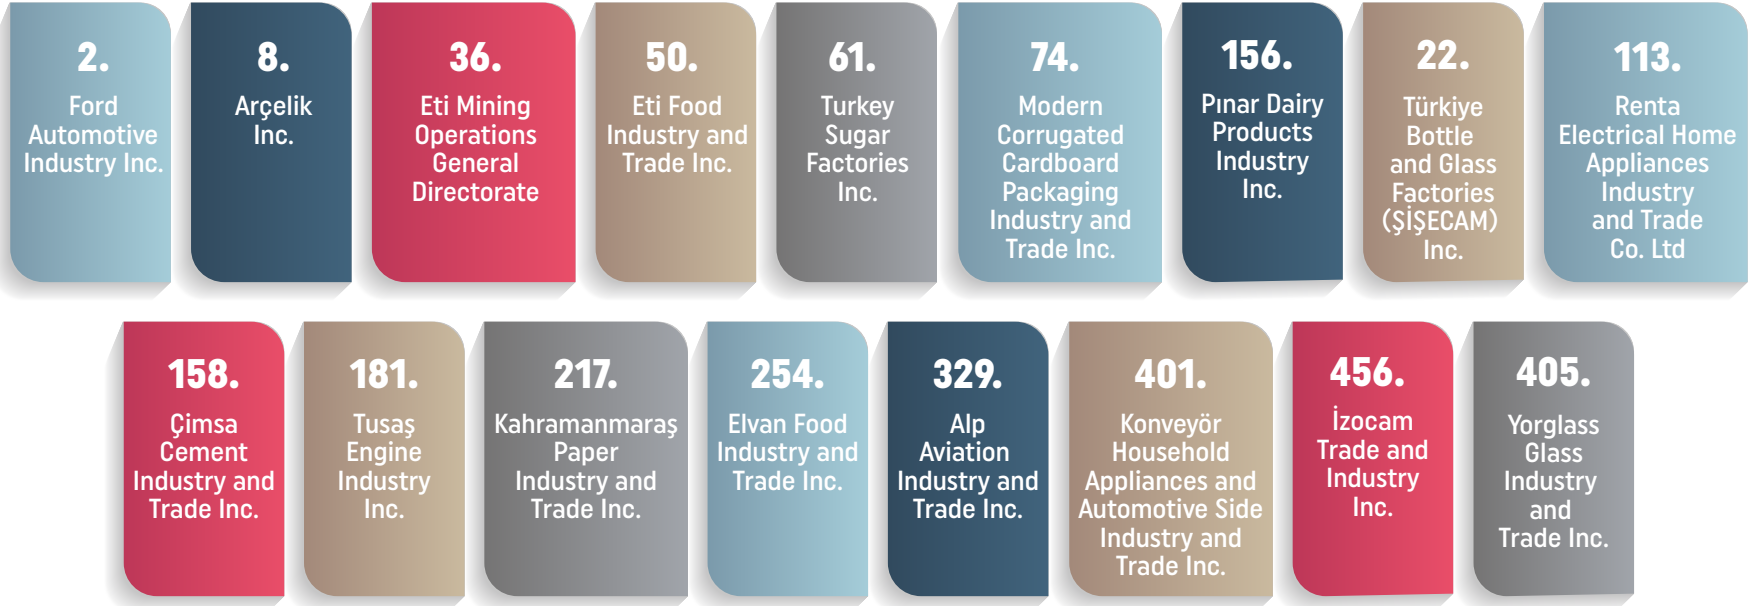 2.
Ford
Automotive
Industry Inc.
8.
Arçelik
Inc.
36.
Eti Mining
Operations
General
Directorate
50.
Eti Food
Industry and
Trade Inc.
61.
Turkey
Sugar
Factories
Inc.
74.
Modern
Corrugated
Cardboard
Packaging
Industry and
Trade Inc.
156.
Pınar Dairy
Products
Industry
Inc.
22.
Türkiye
Bottle
and Glass
Factories
(ŞİŞECAM)
Inc.
113.
Renta
Electrical Home
Appliances
Industry
and Trade
Co. Ltd
158.
Çimsa
Cement
Industry and
Trade Inc.
181.
Tusaş
Engine
Industry
Inc.
217.
Kahramanmaraş
Paper
Industry and
Trade Inc.
254.
Elvan Food
Industry and
Trade Inc.
329.
Alp
Aviation
Industry and
Trade Inc.
401.
Konveyör
Household
Appliances and
Automotive Side
Industry and
Trade Inc.
456.
İzocam
Trade and
Industry
Inc.
405.
Yorglass
Glass
Industry
and
Trade Inc.